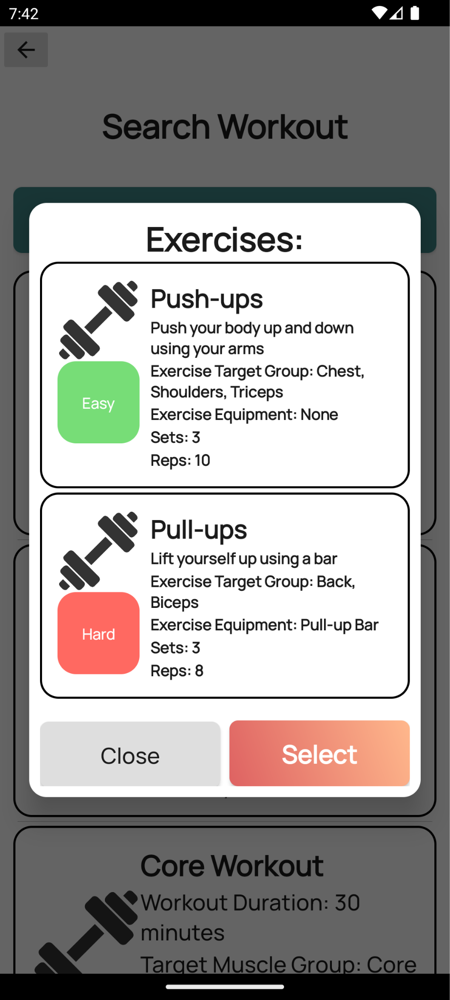 7:42
Search Workout
Exercises:
Push-ups
Push your body up and down
using your arms
Exercise Target Group: Chest,
Shoulders, Triceps
Exercise Equipment: None
Sets: 3
Reps: 10
Easy
Pull-ups
Lift yourself up using a bar
Exercise Target Group: Back,
Biceps
Exercise Equipment: Pull-up Bar
Sets: 3
Reps: 8
Hard
Close
Select
Core Workout
Workout Duration: 30
minutes
Target Muscle Group: Core